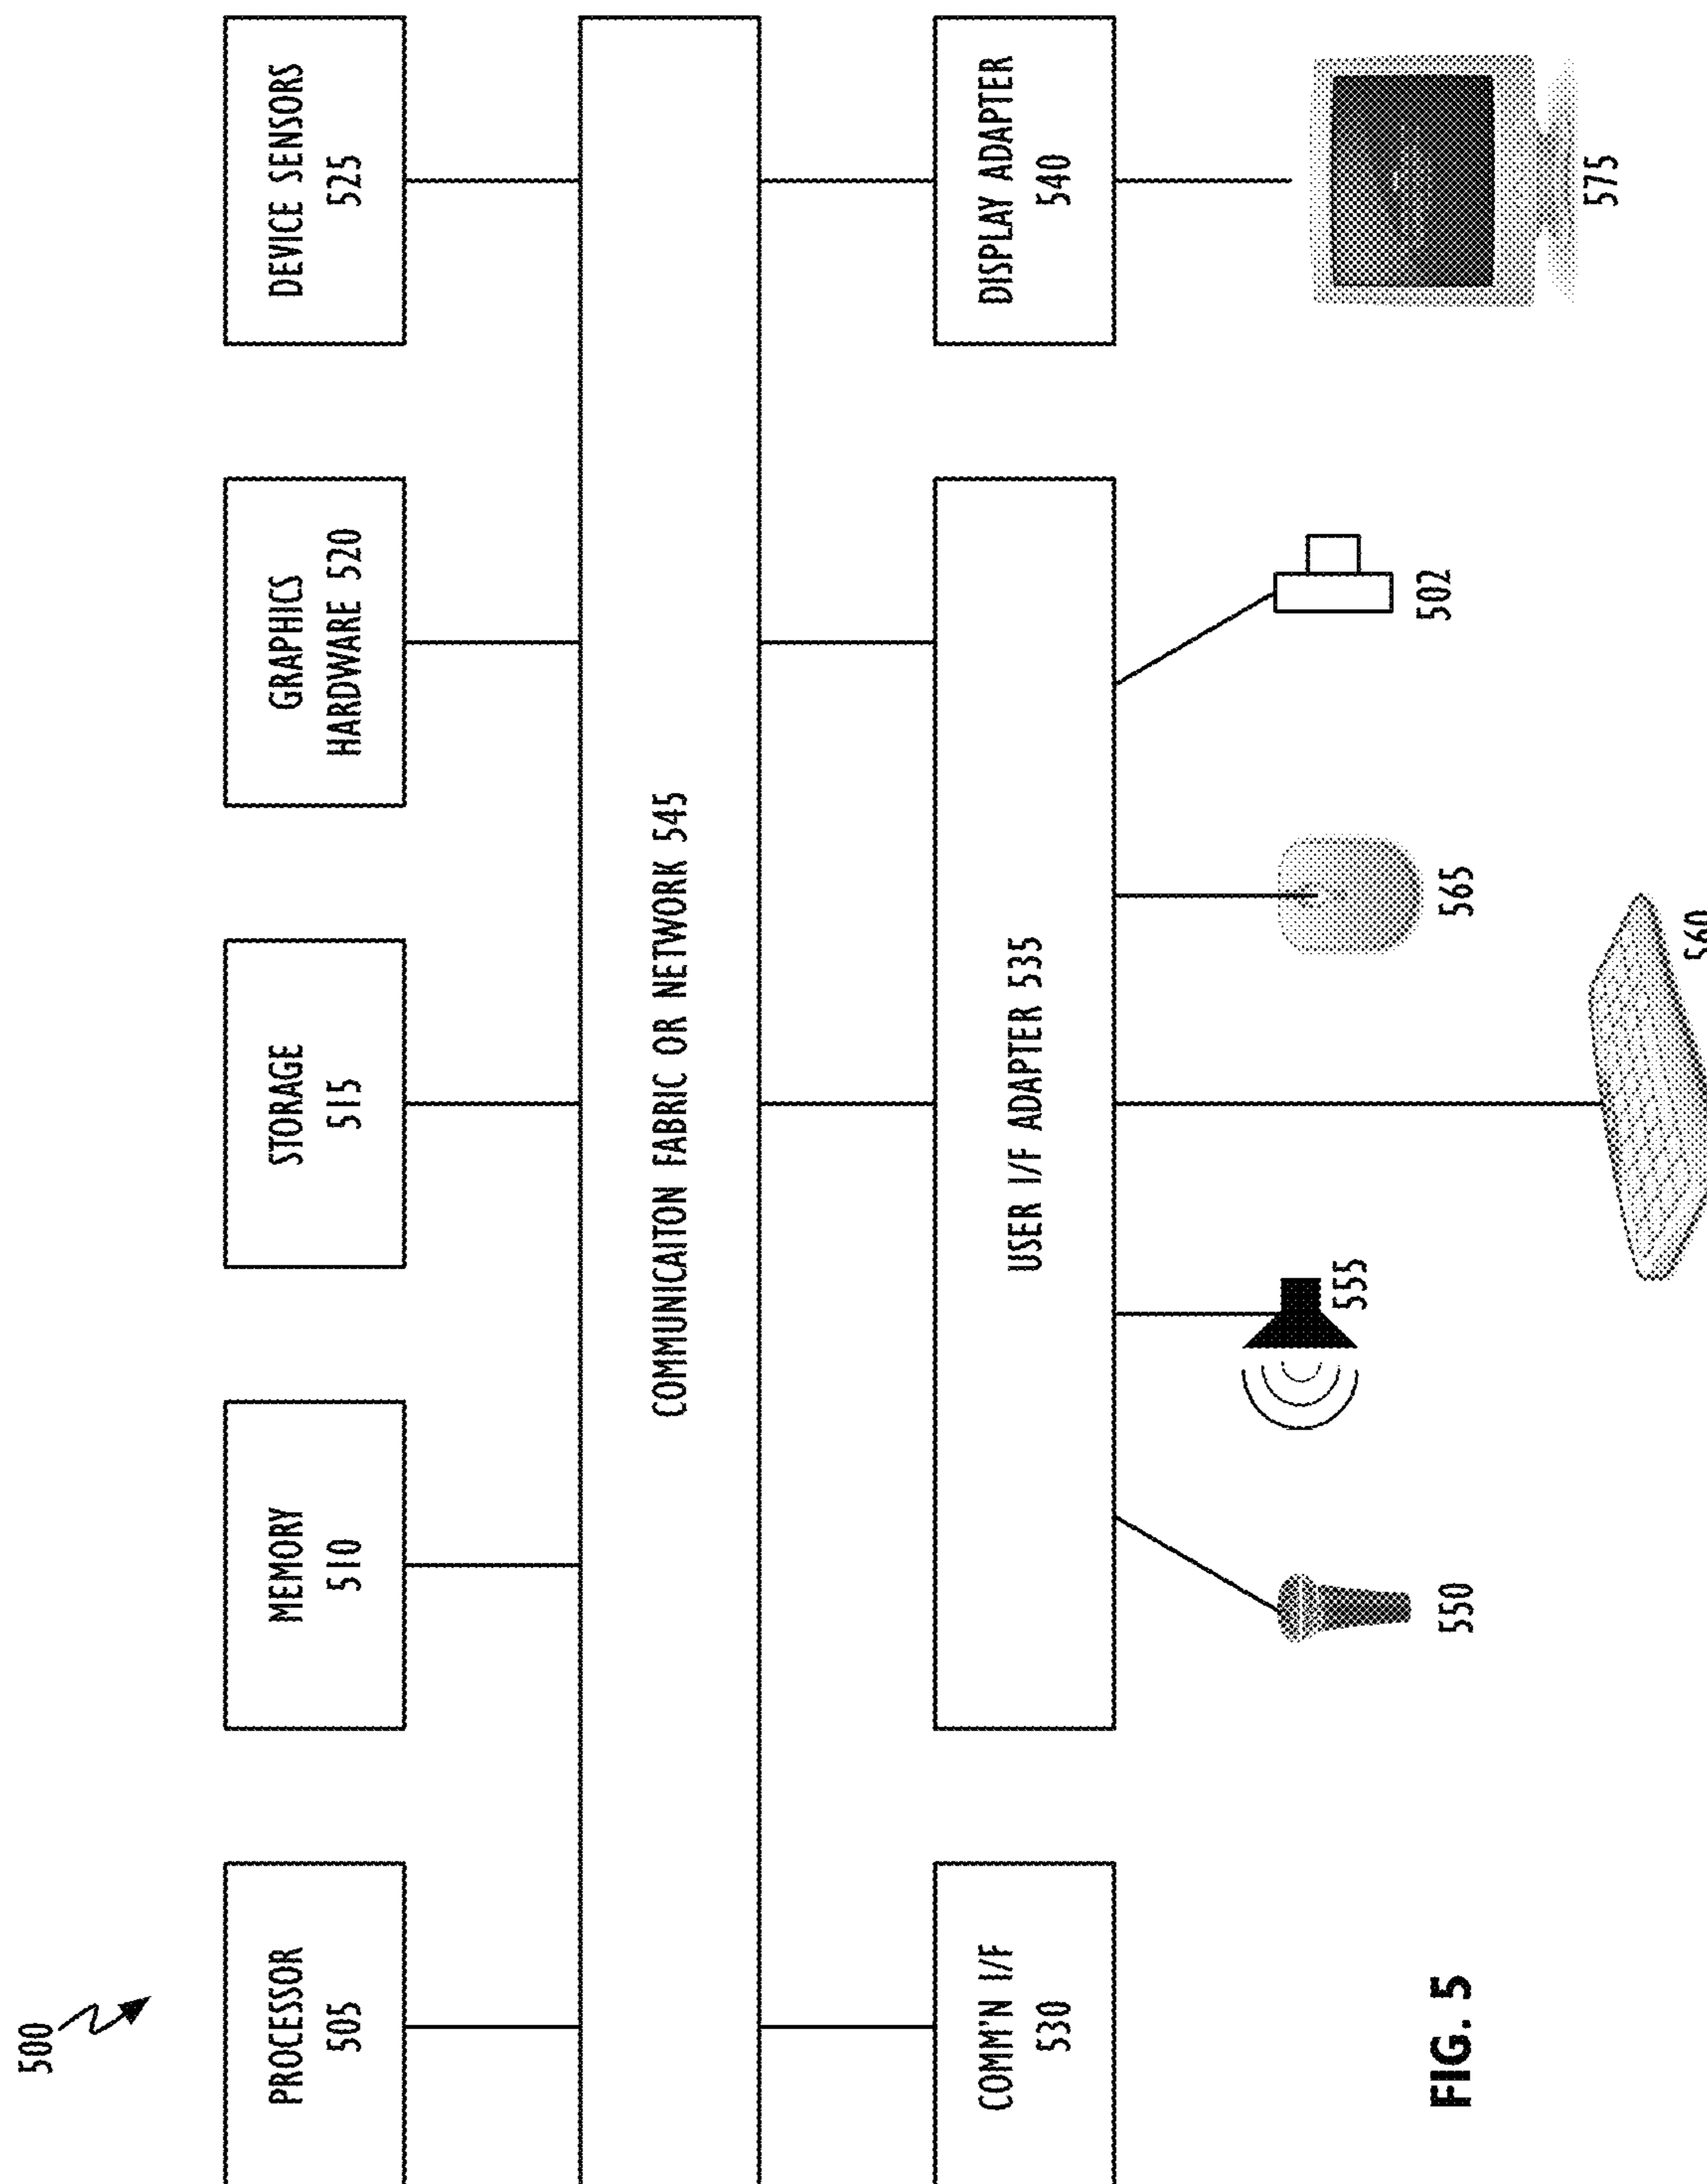 500
PROCESSOR
505
MEMORY
510
STORAGE
515
GRAPHICS
HARDWARE 520
DEVICE SENSORS
525
COMMUNICAITON FABRIC OR NETWORK 545
COMM'N I/F
530
USER I/F ADAPTER 535
DISPLAY ADAPTER
540
550
555
560
565
502
575
FIG. 5